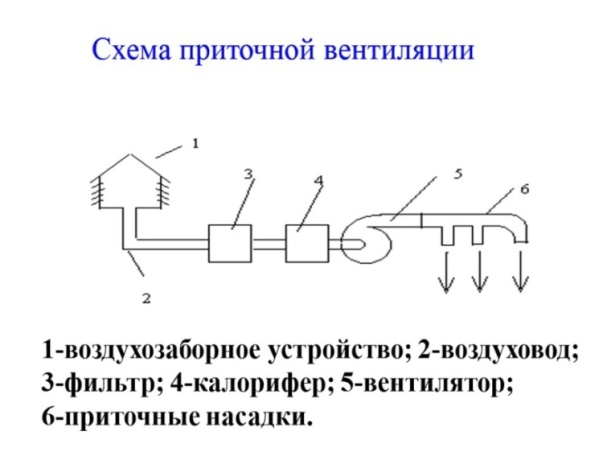 Схема приточной вентиляции
1
3
4
5
6
2
1-воздухозаборное устройство; 2-воздуховод;
3-фильтр; 4-калорифер; 5-вентилятор;
6-приточные насадки.